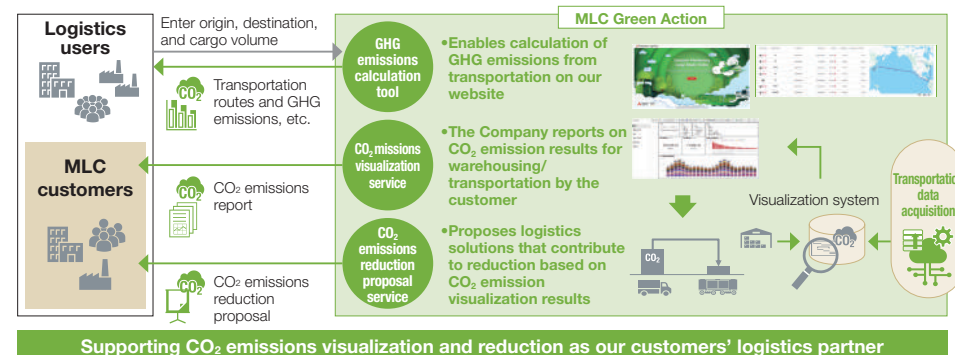 MLC Green Action
Logistics
users
Enter origin, destination,
and cargo volume
CO₂
Transportation
routes and GHG
emissions, etc.
GHG
emissions
calculation
tool
•Enables calculation of
GHG emissions from
transportation on our
website
MLC
customers
CO₂
CO₂ emissions
report
CO₂ missions
visualization
service
•The Company reports on
CO₂ emission results for
warehousing/
transportation by the
customer
CO₂
CO₂ emissions
reduction
proposal
CO₂
emissions
reduction
proposal
service
•Proposes logistics
solutions that contribute
to reduction based on
CO₂ emission
visualization results
CO₂
Visualization system
CO₂
Transportation
data
acquisition
Supporting CO₂ emissions visualization and reduction as our customers' logistics partner